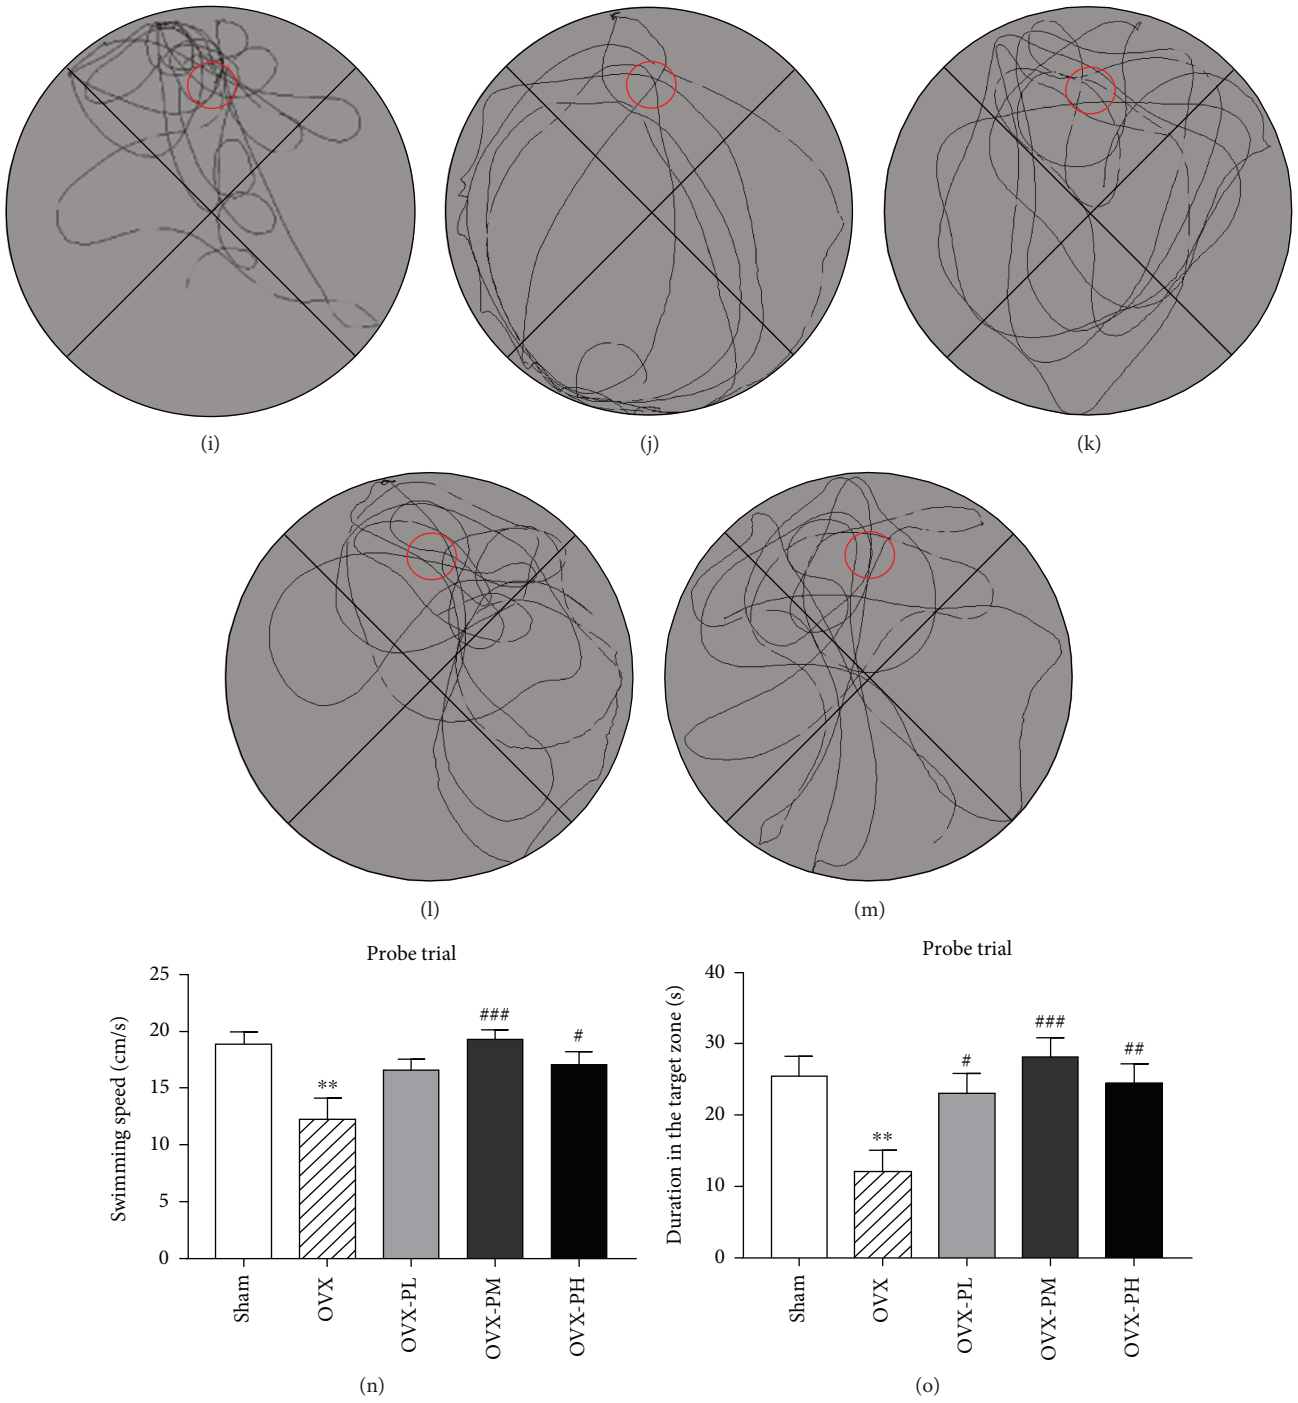 (i)
(j)
(k)
(l)
(m)
Probe trial
25
20
15
10
5
0
Swimming speed (cm/s)
**
###
#
Sham
OVX
OVX-PL
OVX-PM
OVX-PH
(n)
Probe trial
40
30
20
10
0
Duration in the target zone (s)
**
#
###
##
Sham
OVX
OVX-PL
OVX-PM
OVX-PH
(o)